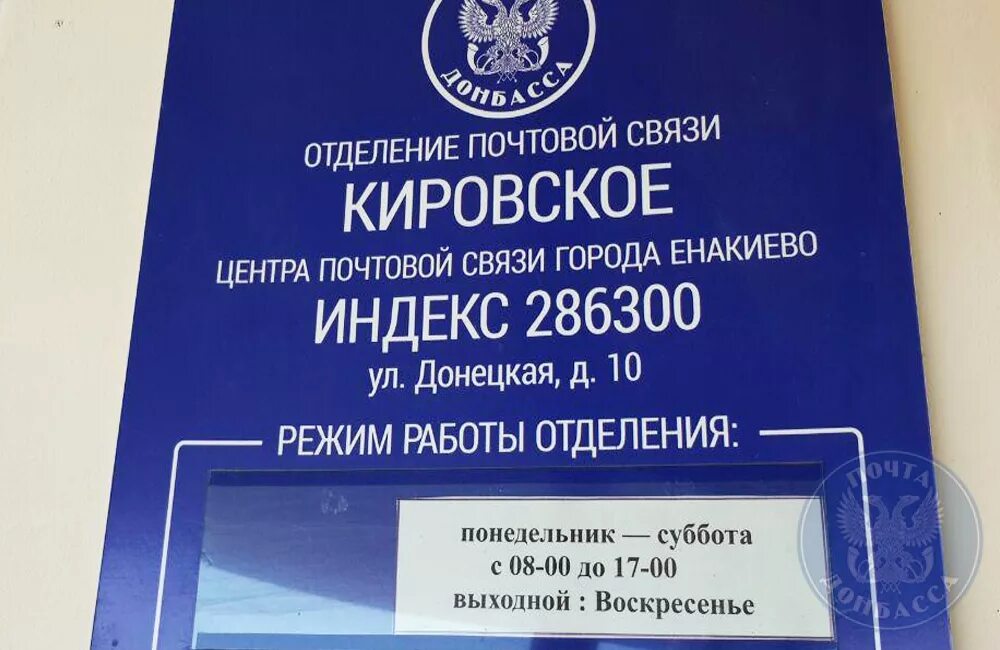 ДОНБАССА
ОТДЕЛЕНИЕ ПОЧТОВОЙ СВЯЗИ
КИРОВСКОЕ
ЦЕНТРА ПОЧТОВОЙ СВЯЗИ ГОРОДА ЕНАКИЕВО
ИНДЕКС 286300
ул. Донецкая, д. 10
РЕЖИМ РАБОТЫ ОТДЕЛЕНИЯ:
понедельник — суббота
с 08-00 до 17-00
выходной : Воскресенье
ПОЧТА
ДОНБАССА